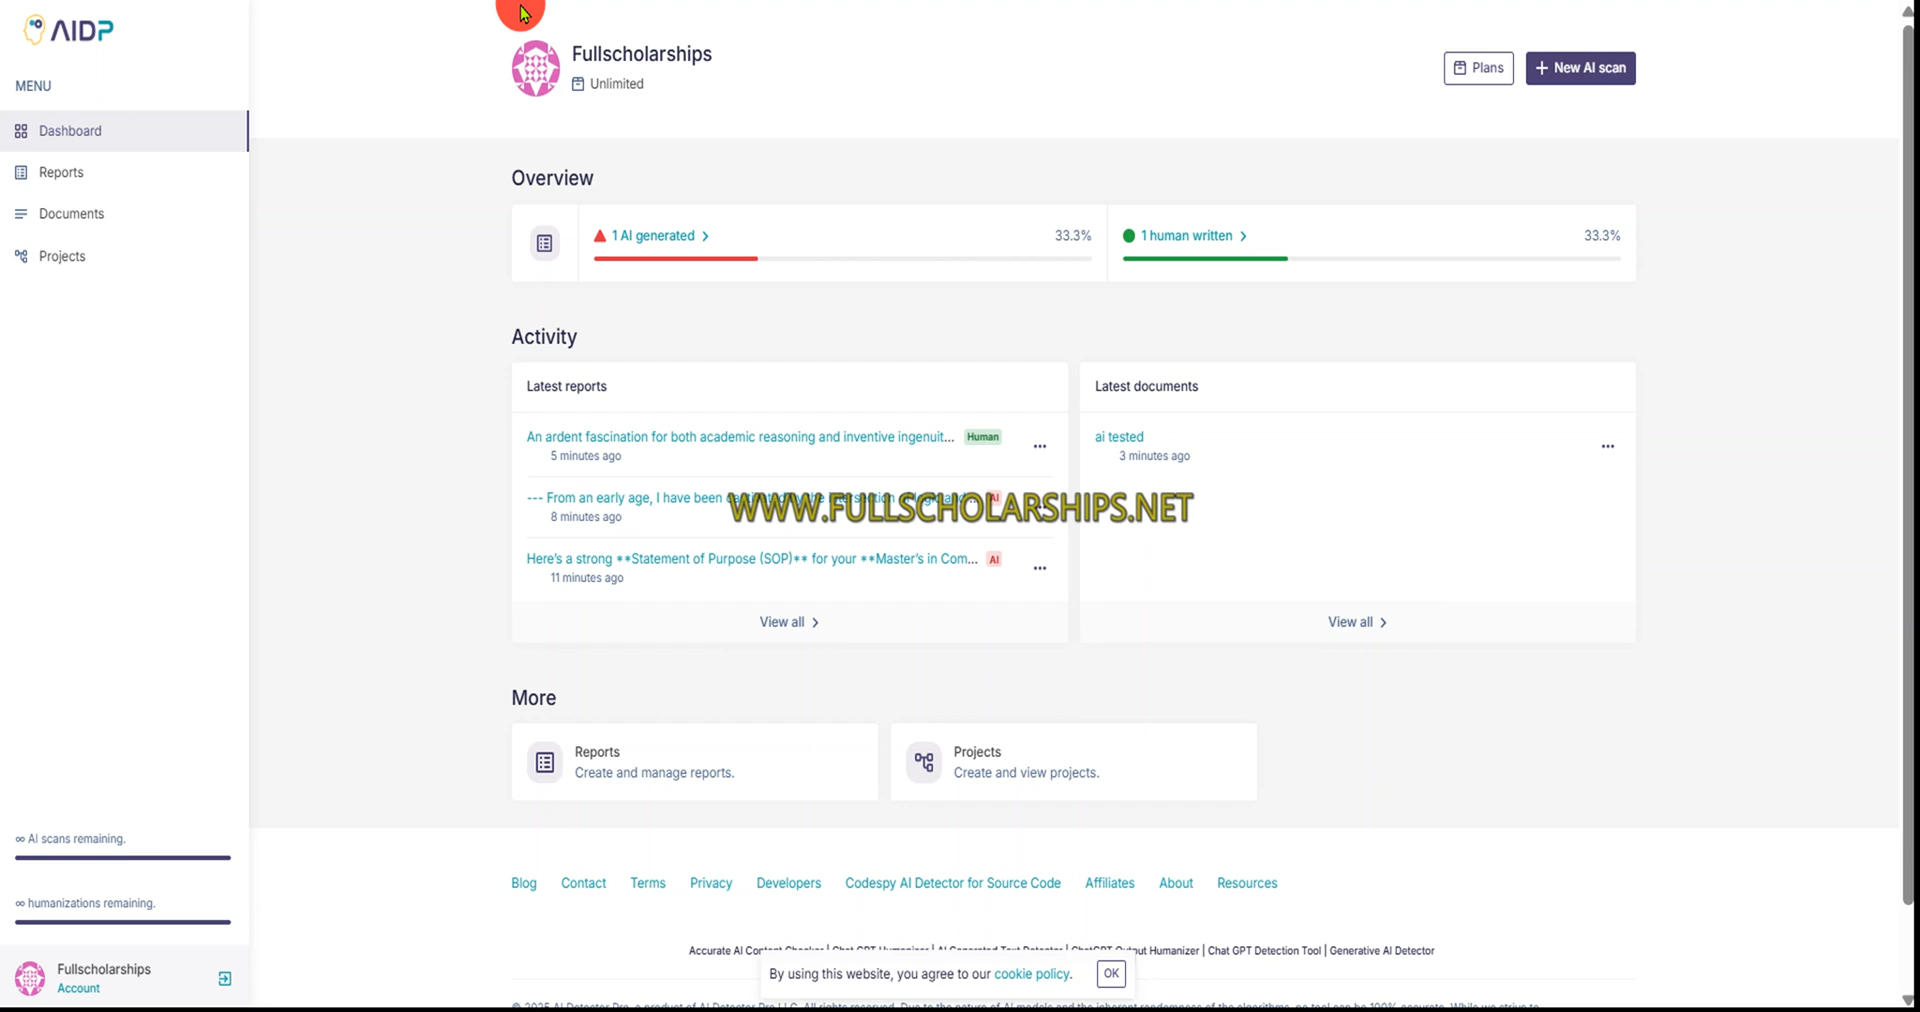 AIDP
MENU
Dashboard
Reports
Documents
Projects
Fullscholarships
Unlimited
Plans
+ New AI scan
Overview
1 AI generated
33.3%
1 human written
33.3%
Activity
Latest reports
An ardent fascination for both academic reasoning and inventive ingenuit... Human
5 minutes ago
--- From an early age, I have been captivated by the intersection of logic and... AI
8 minutes ago
Here's a strong **Statement of Purpose (SOP)** for your **Master's in Com... AI
11 minutes ago
View all
Latest documents
ai tested
3 minutes ago
View all
WWW.FULLSCHOLARSHIPS.NET
More
Reports
Create and manage reports.
Projects
Create and view projects.
∞ AI scans remaining.
∞ humanizations remaining.
Fullscholarships
Account
Blog Contact Terms Privacy Developers Codespy AI Detector for Source Code Affiliates About Resources
Accurate AI Content Checker | Chat GPT Humanizer | AI Generated Text Detector | ChatGPT Output Humanizer | Chat GPT Detection Tool | Generative AI Detector
By using this website, you agree to our cookie policy. OK
© 2025 AI Detector Pro, a product of AI Detector Pro LLC. All rights reserved. Due to the nature of AI models and the inherent randomness of the algorithms, no tool can be 100% accurate. While we strive to